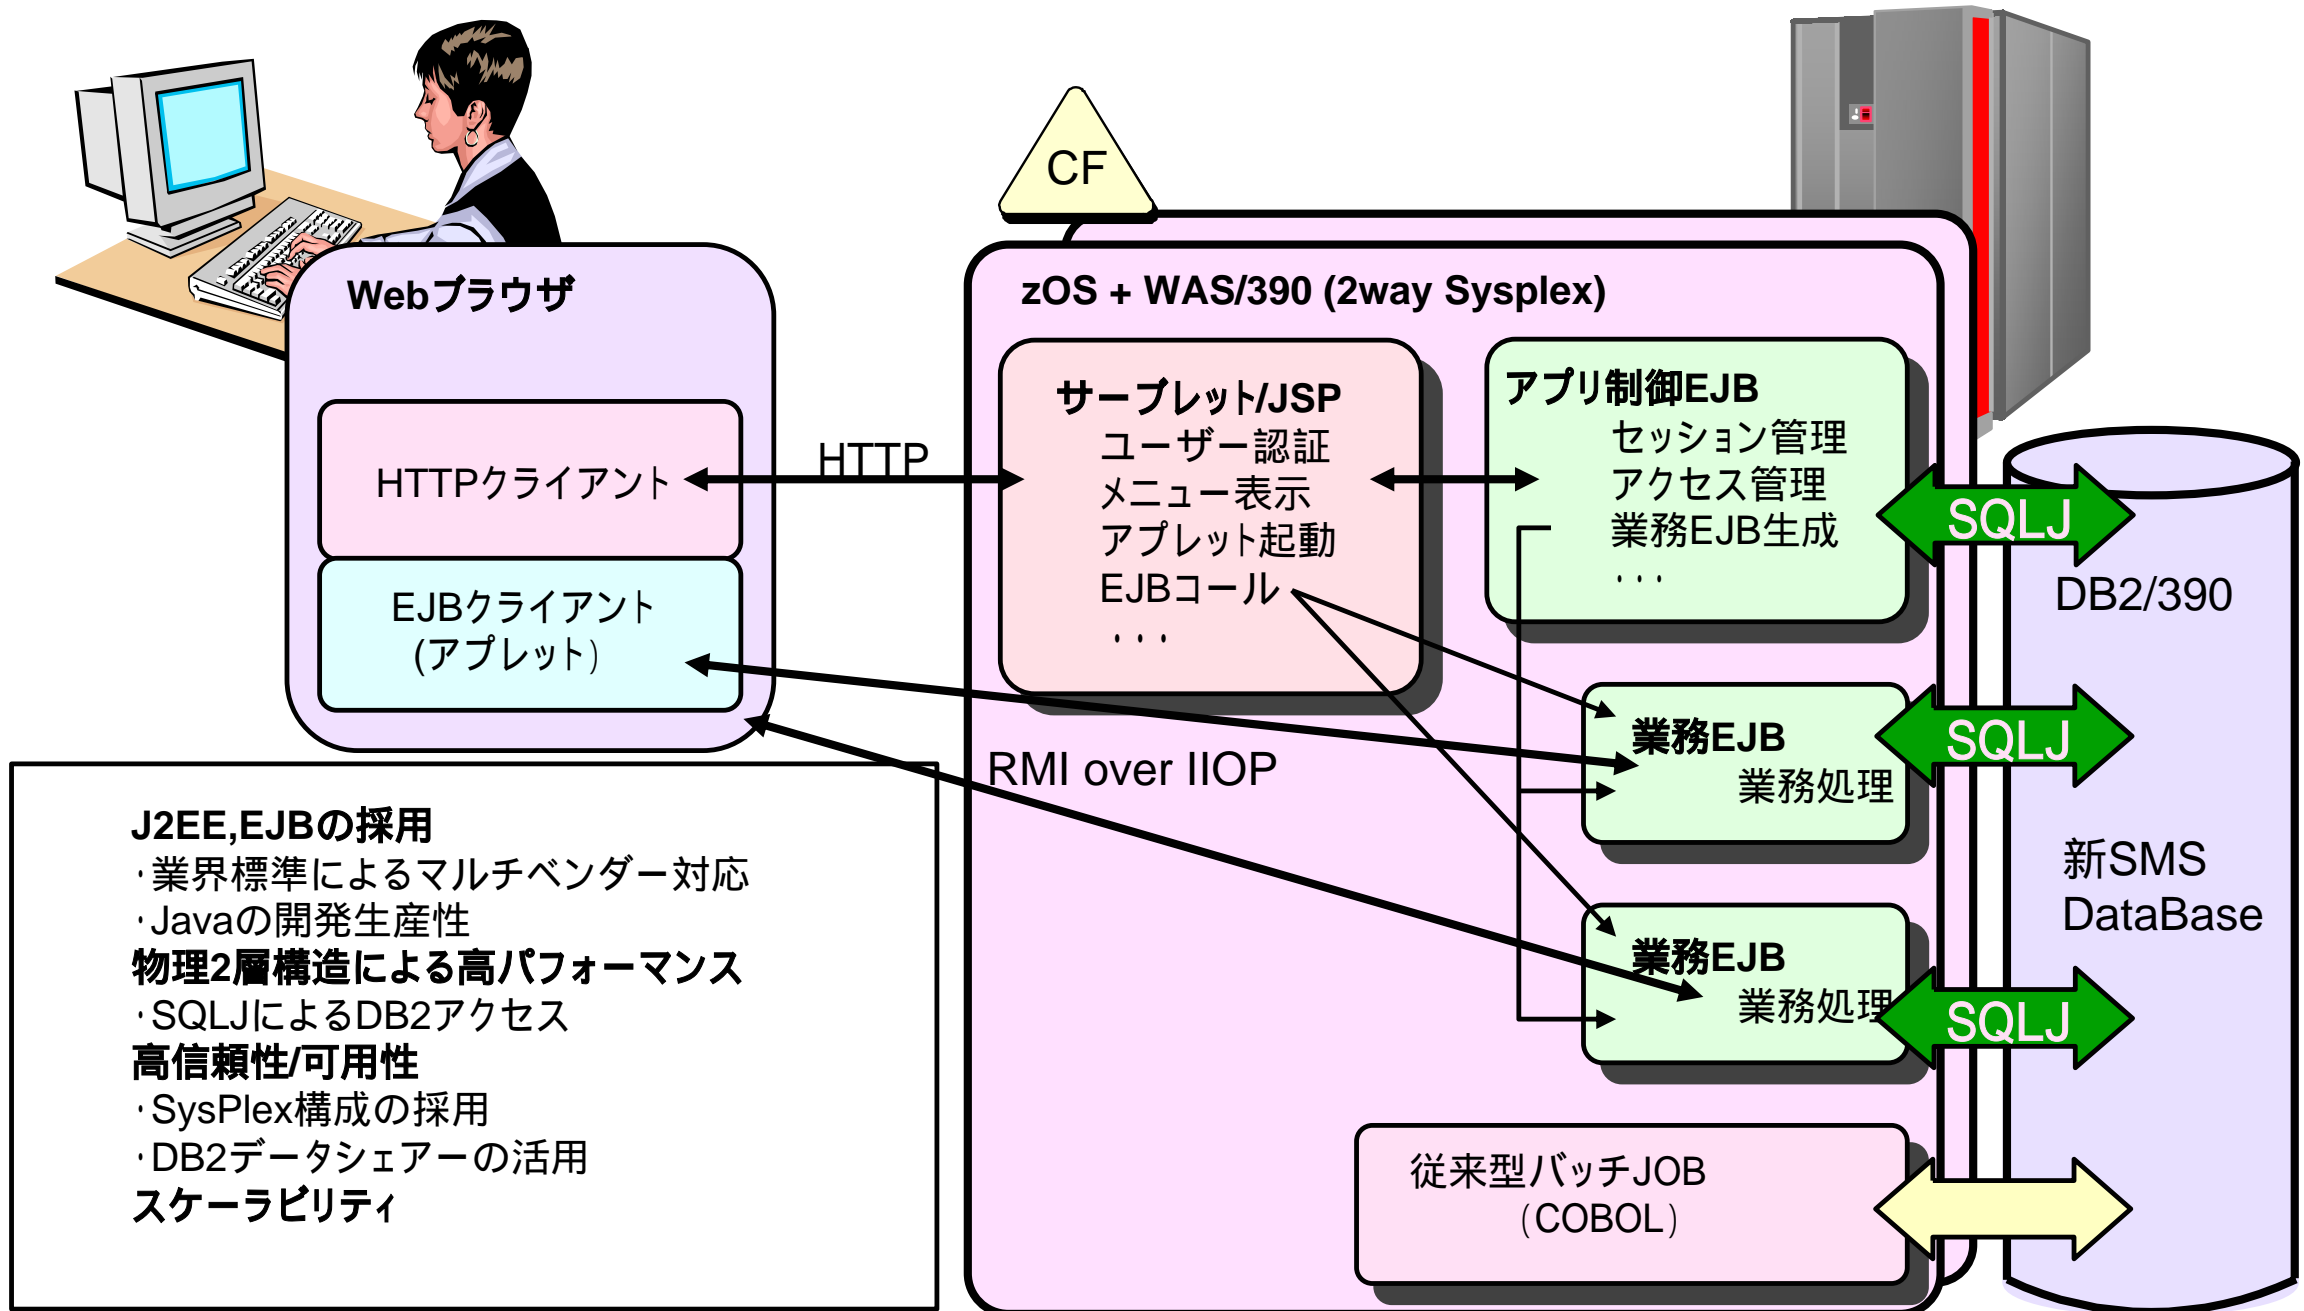 CF
Webブラウザ
HTTPクライアント
EJBクライアント
(アプレット)
HTTP
RMI over IIOP
zOS + WAS/390 (2way Sysplex)
サーブレット/JSP
ユーザー認証
メニュー表示
アプレット起動
EJBコール
・・・
アプリ制御EJB
セッション管理
アクセス管理
業務EJB生成
・・・
業務EJB
業務処理
業務EJB
業務処理
従来型バッチJOB
(COBOL)
SQLJ
SQLJ
SQLJ
DB2/390
新SMS
DataBase
J2EE,EJBの採用
・業界標準によるマルチベンダー対応
・Javaの開発生産性
物理2層構造による高パフォーマンス
・SQLJによるDB2アクセス
高信頼性/可用性
・SysPlex構成の採用
・DB2データシェアーの活用
スケーラビリティ